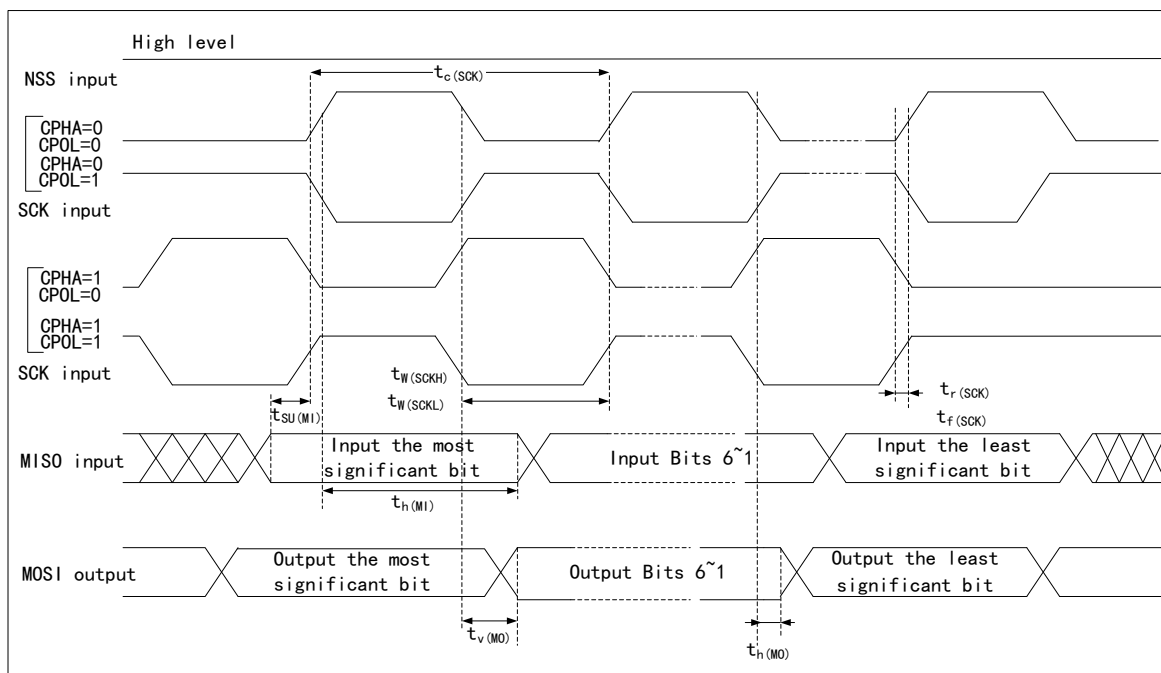 High level
NSS input
tc(SCK)
CPHA=0
CPOL=0
CPHA=0
CPOL=1
SCK input
CPHA=1
CPOL=0
CPHA=1
CPOL=1
SCK input
tW(SCKH)
tW(SCKL)
tr(SCK)
tf(SCK)
tSU(MI)
MISO input
Input the most
significant bit
Input Bits 6~1
Input the least
significant bit
th(MI)
MOSI output
Output the most
significant bit
Output Bits 6~1
Output the least
significant bit
tv(MO)
th(MO)